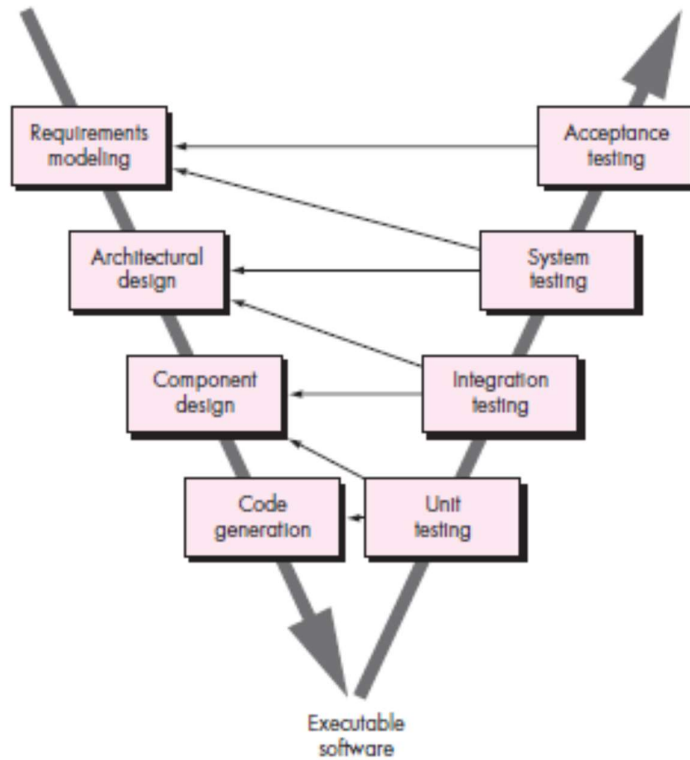 Requirements
modeling
Acceptance
testing
Architectural
design
System
testing
Component
design
Integration
testing
Code
generation
Unit
testing
Executable
software